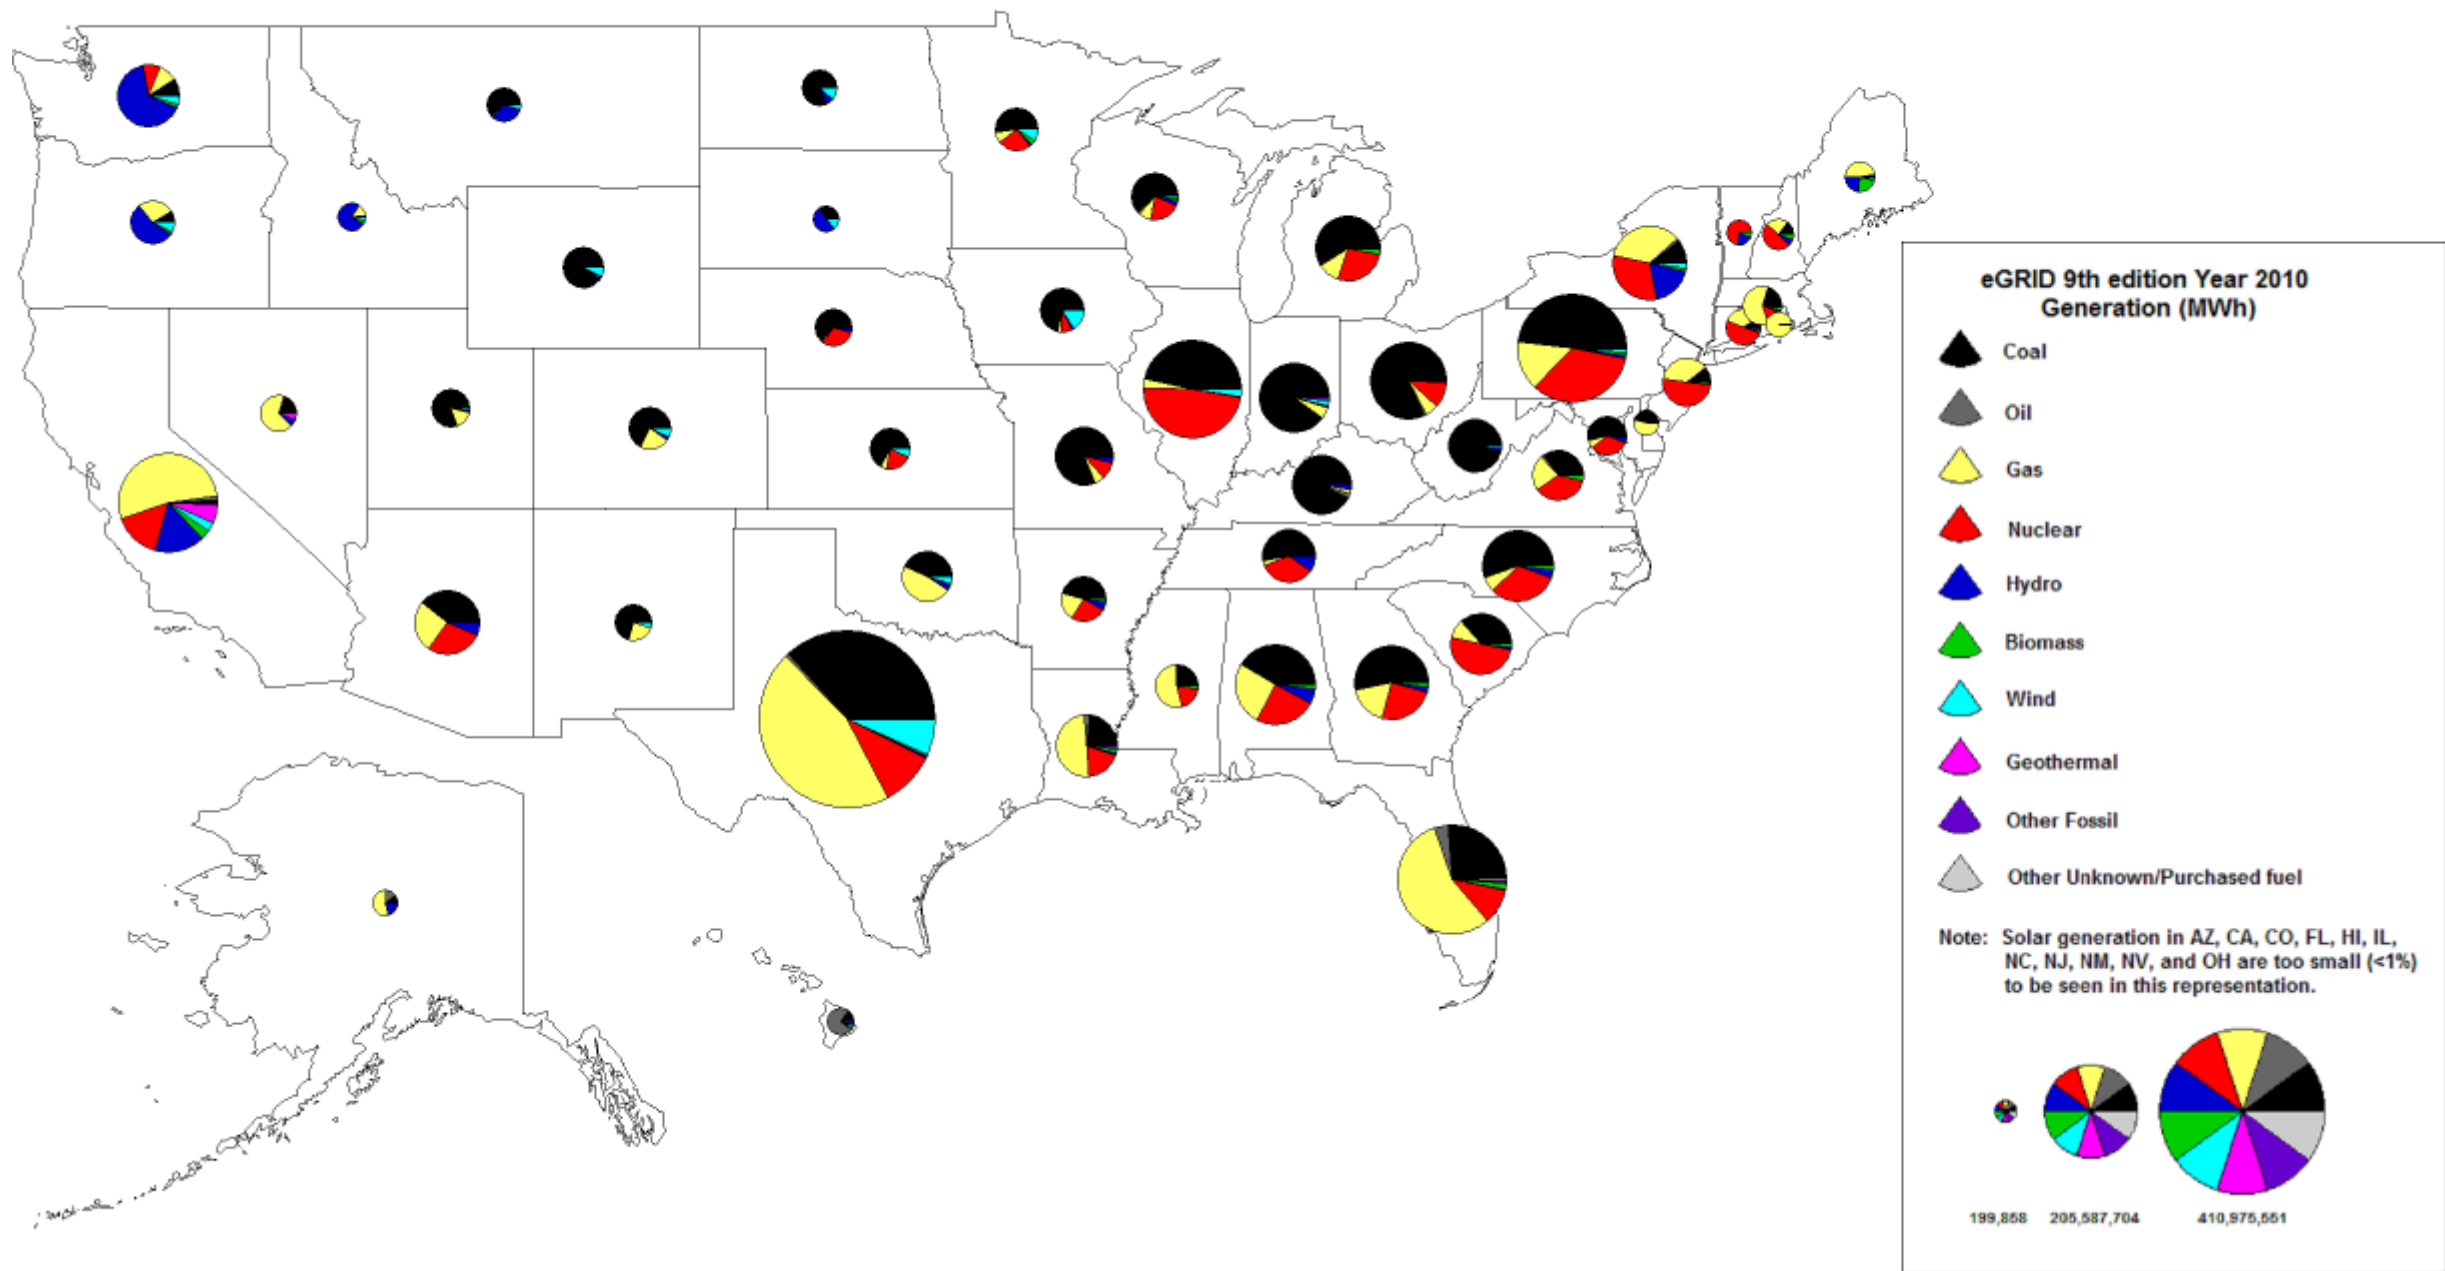 eGRID 9th edition Year 2010
Generation (MWh)
Coal
Oil
Gas
Nuclear
Hydro
Biomass
Wind
Geothermal
Other Fossil
Other Unknown/Purchased fuel
Note: Solar generation in AZ, CA, CO, FL, HI, IL,
NC, NJ, NM, NV, and OH are too small (<1%)
to be seen in this representation.
199,858 205,587,704 410,975,551